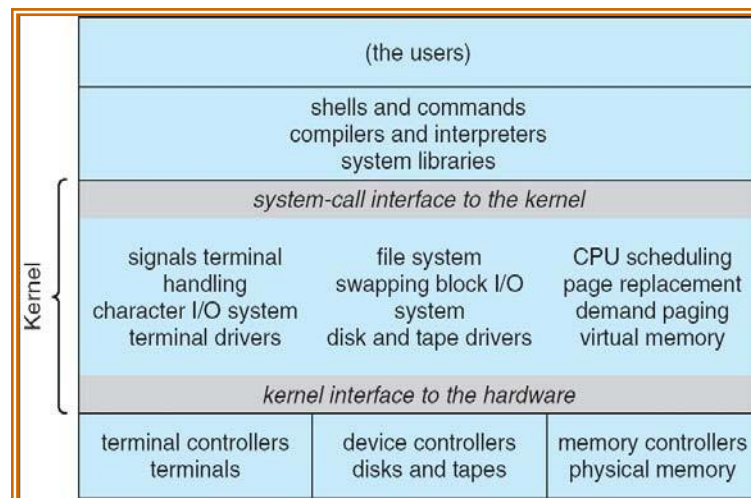 (the users)
shells and commands
compilers and interpreters
system libraries
Kernel
system-call interface to the kernel
signals terminal
handling
character I/O system
terminal drivers
file system
swapping block I/O
system
disk and tape drivers
CPU scheduling
page replacement
demand paging
virtual memory
kernel interface to the hardware
terminal controllers
terminals
device controllers
disks and tapes
memory controllers
physical memory